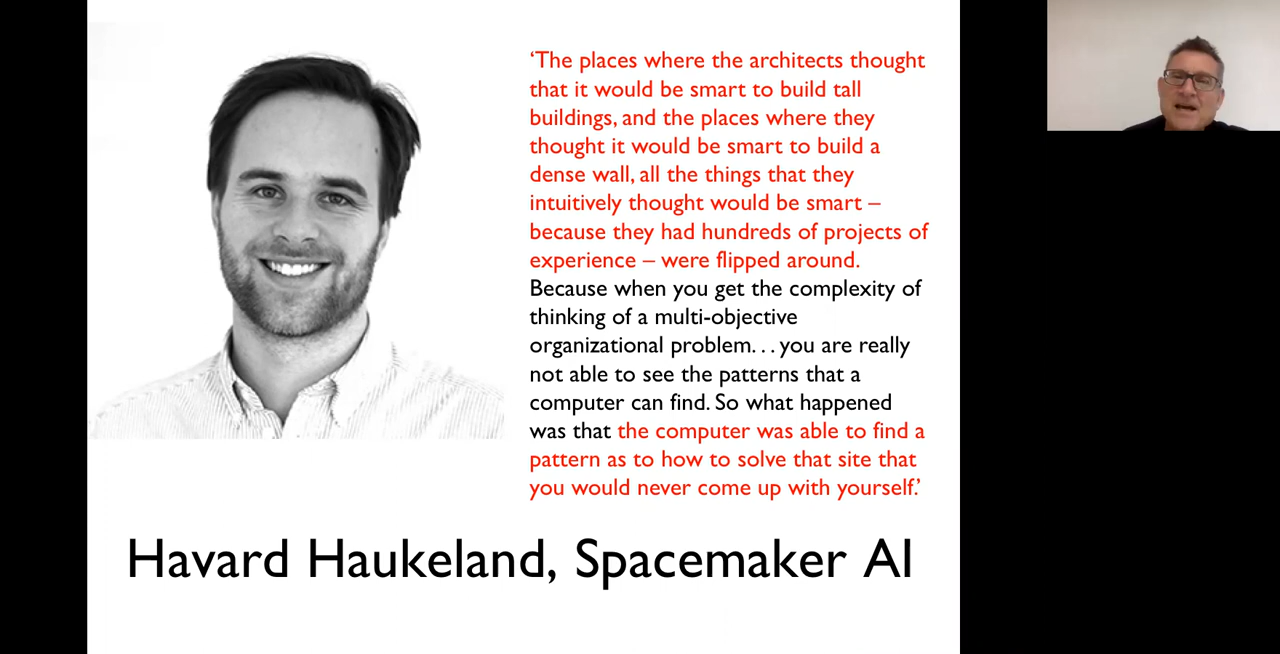 ‘The places where the architects thought
that it would be smart to build tall
buildings, and the places where they
thought it would be smart to build a
dense wall, all the things that they
intuitively thought would be smart –
because they had hundreds of projects of
experience – were flipped around.
Because when you get the complexity of
thinking of a multi-objective
organizational problem. . . you are really
not able to see the patterns that a
computer can find. So what happened
was that the computer was able to find a
pattern as to how to solve that site that
you would never come up with yourself.’
Havard Haukeland, Spacemaker AI